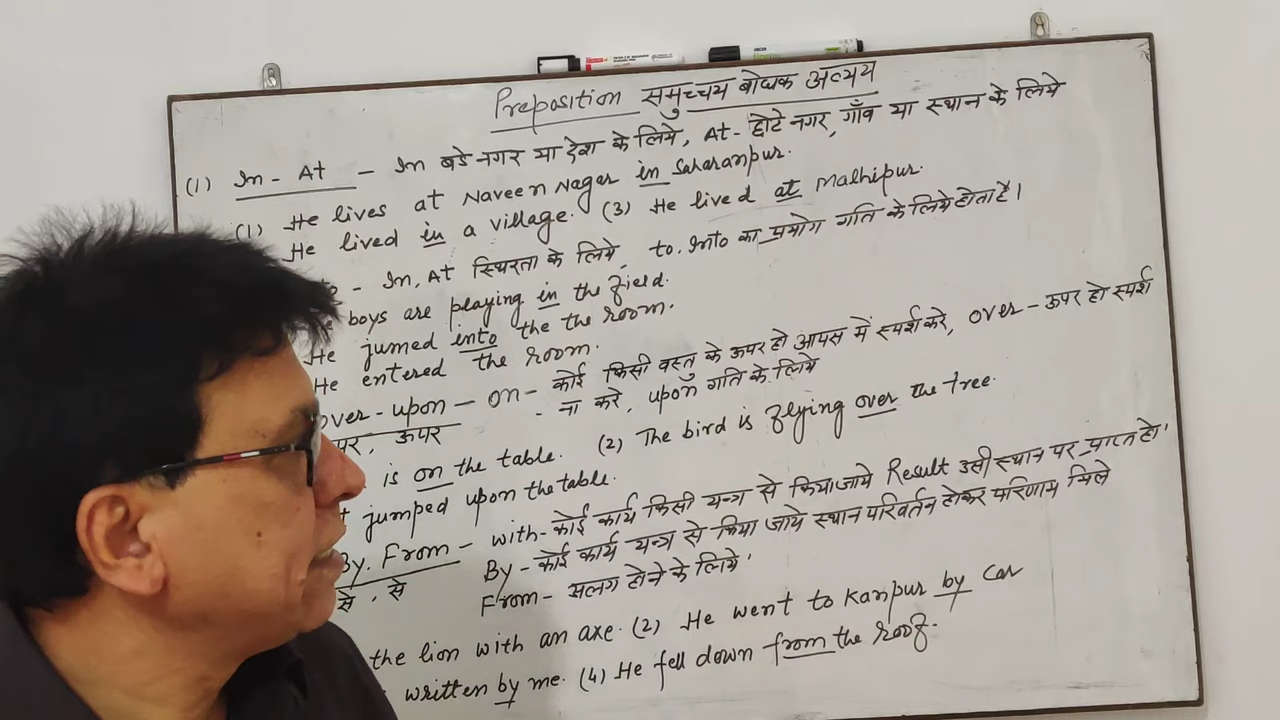 Preposition समुच्चय बोधक अव्यय
(1) In - At - In बडे नगर या देश के लिये, At - छोटे नगर, गाँव या स्थान के लिये
(1) He lives at Naveen Nagar in Saharanpur.
He lived in a village. (3) He lived at Malhipur.
- In, At स्थिरता के लिये, to. Into का प्रयोग गति के लिये होता है।
boys are playing in the field.
He jumed into the the room.
He entered the room.
over - upon - on - कोई किसी वस्तु के ऊपर हो आपस में स्पर्श करे, over - ऊपर हो स्पर्श
पर, ऊपर - ना करे, upon गति के लिये
is on the table. (2) The bird is flying over the tree.
jumped upon the table.
By. From - with - कोई कार्य किसी यन्त्र से किया जाये Result उसी स्थान पर प्राप्त हो।
से, से By - कोई कार्य यन्त्र से किया जाये स्थान परिवर्तन होकर परिणाम मिले
From - अलग होने के लिये।
the lion with an axe. (2) He went to Kanpur by car
written by me. (4) He fell down from the roof.